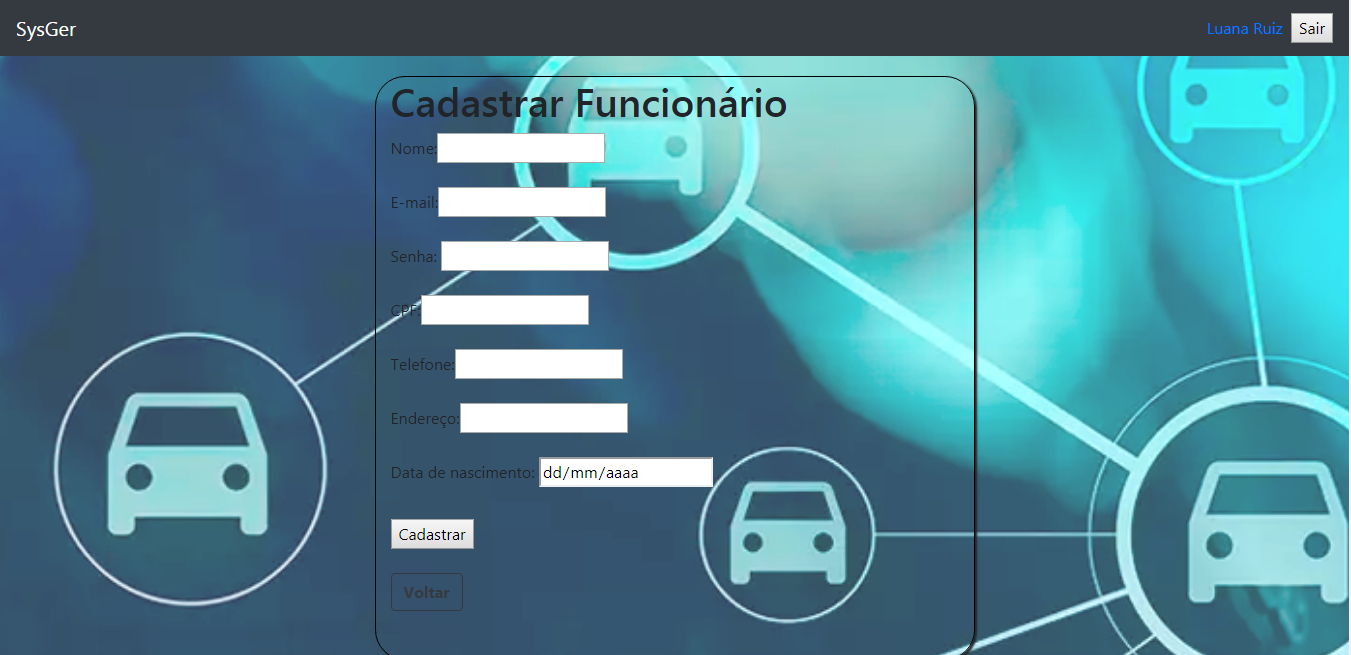 SysGer
Luana Ruiz Sair
Cadastrar Funcionário
Nome:
E-mail:
Senha:
CPF:
Telefone:
Endereço:
Data de nascimento: dd/mm/aaaa
Cadastrar
Voltar